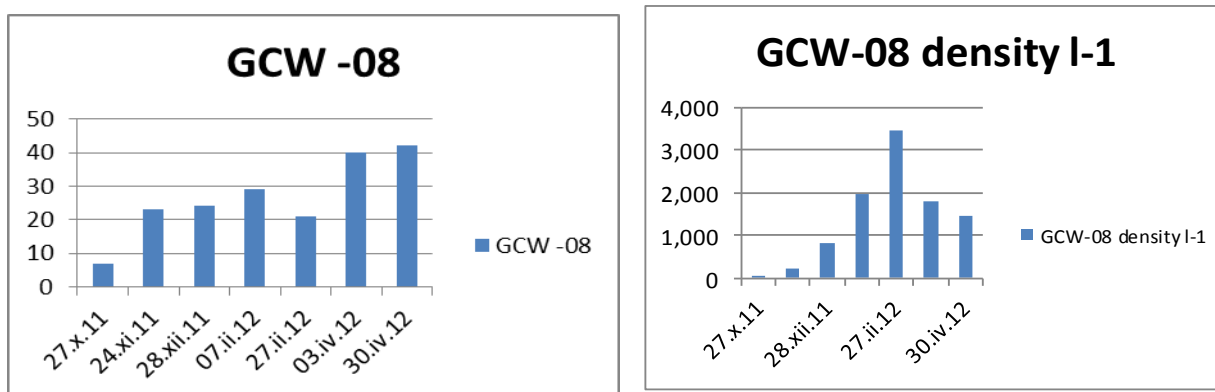 GCW -08
50
40
30
20
10
0
27.x.11
24.xi.11
28.xii.11
07.ii.12
27.ii.12
03.iv.12
30.iv.12
GCW -08
GCW-08 density l-1
4,000
3,000
2,000
1,000
0
27.x.11
28.xii.11
27.ii.12
30.iv.12
GCW-08 density l-1